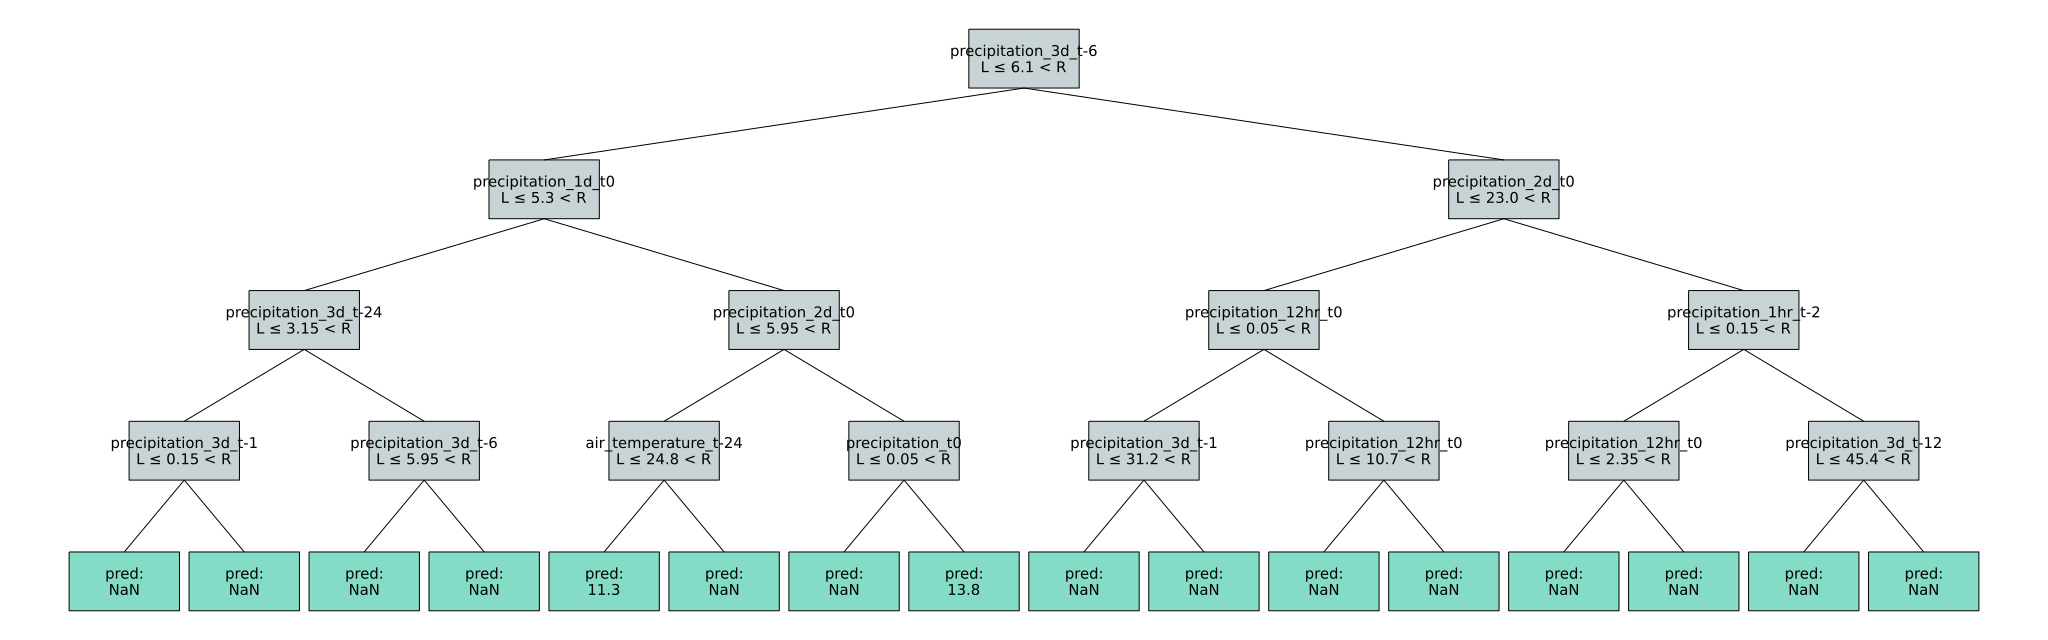 precipitation_3d_t-6
L ≤ 6.1 < R
precipitation_1d_t0
L ≤ 5.3 < R
precipitation_2d_t0
L ≤ 23.0 < R
precipitation_3d_t-24
L ≤ 3.15 < R
precipitation_2d_t0
L ≤ 5.95 < R
precipitation_12hr_t0
L ≤ 0.05 < R
precipitation_1hr_t-2
L ≤ 0.15 < R
precipitation_3d_t-1
L ≤ 0.15 < R
precipitation_3d_t-6
L ≤ 5.95 < R
air_temperature_t-24
L ≤ 24.8 < R
precipitation_t0
L ≤ 0.05 < R
precipitation_3d_t-1
L ≤ 31.2 < R
precipitation_12hr_t0
L ≤ 10.7 < R
precipitation_12hr_t0
L ≤ 2.35 < R
precipitation_3d_t-12
L ≤ 45.4 < R
pred:
NaN
pred:
NaN
pred:
NaN
pred:
NaN
pred:
11.3
pred:
NaN
pred:
NaN
pred:
13.8
pred:
NaN
pred:
NaN
pred:
NaN
pred:
NaN
pred:
NaN
pred:
NaN
pred:
NaN
pred:
NaN